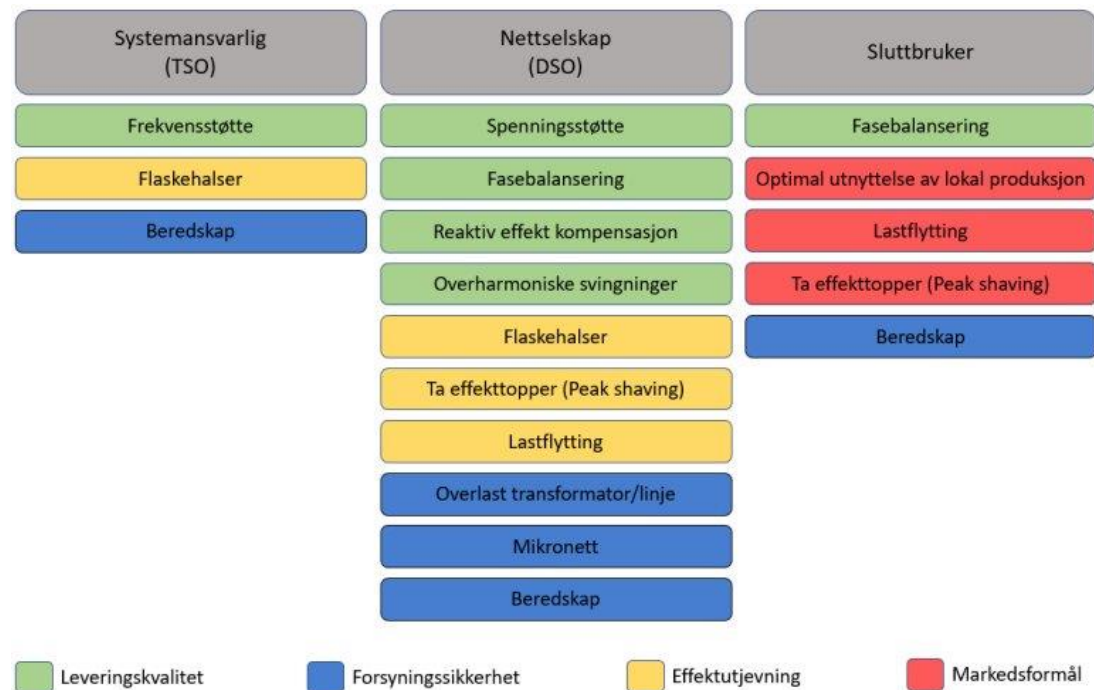 Systemansvarlig
(TSO)
Frekvensstøtte
Flaskehalser
Beredskap
Nettselskap
(DSO)
Spenningsstøtte
Fasebalansering
Reaktiv effekt kompensasjon
Overharmoniske svingninger
Flaskehalser
Ta effekttopper (Peak shaving)
Lastflytting
Overlast transformator/linje
Mikronett
Beredskap
Sluttbruker
Fasebalansering
Optimal utnyttelse av lokal produksjon
Lastflytting
Ta effekttopper (Peak shaving)
Beredskap
Leveringskvalitet
Forsyningssikkerhet
Effektutjevning
Markedsformål